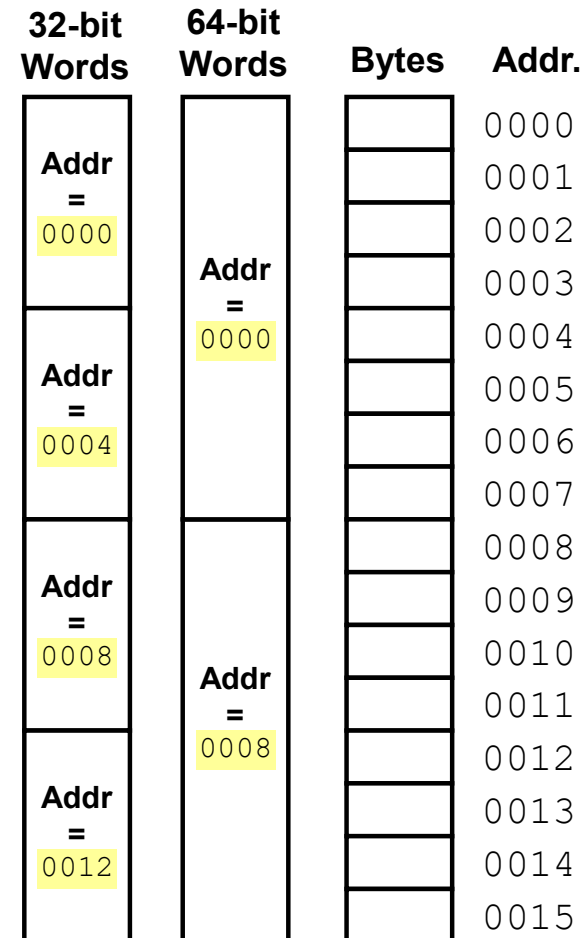 32-bit
Words
64-bit
Words
Bytes
Addr.
Addr
=
0000
Addr
=
0004
Addr
=
0008
Addr
=
0012
Addr
=
0000
Addr
=
0008
0000
0001
0002
0003
0004
0005
0006
0007
0008
0009
0010
0011
0012
0013
0014
0015